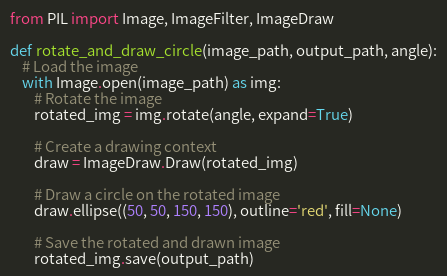 from PIL import Image, ImageFilter, ImageDraw
def rotate_and_draw_circle(image_path, output_path, angle):
# Load the image
with Image.open(image_path) as img:
# Rotate the image
rotated_img = img.rotate(angle, expand=True)
# Create a drawing context
draw = ImageDraw.Draw(rotated_img)
# Draw a circle on the rotated image
draw.ellipse((50, 50, 150, 150), outline='red', fill=None)
# Save the rotated and drawn image
rotated_img.save(output_path)